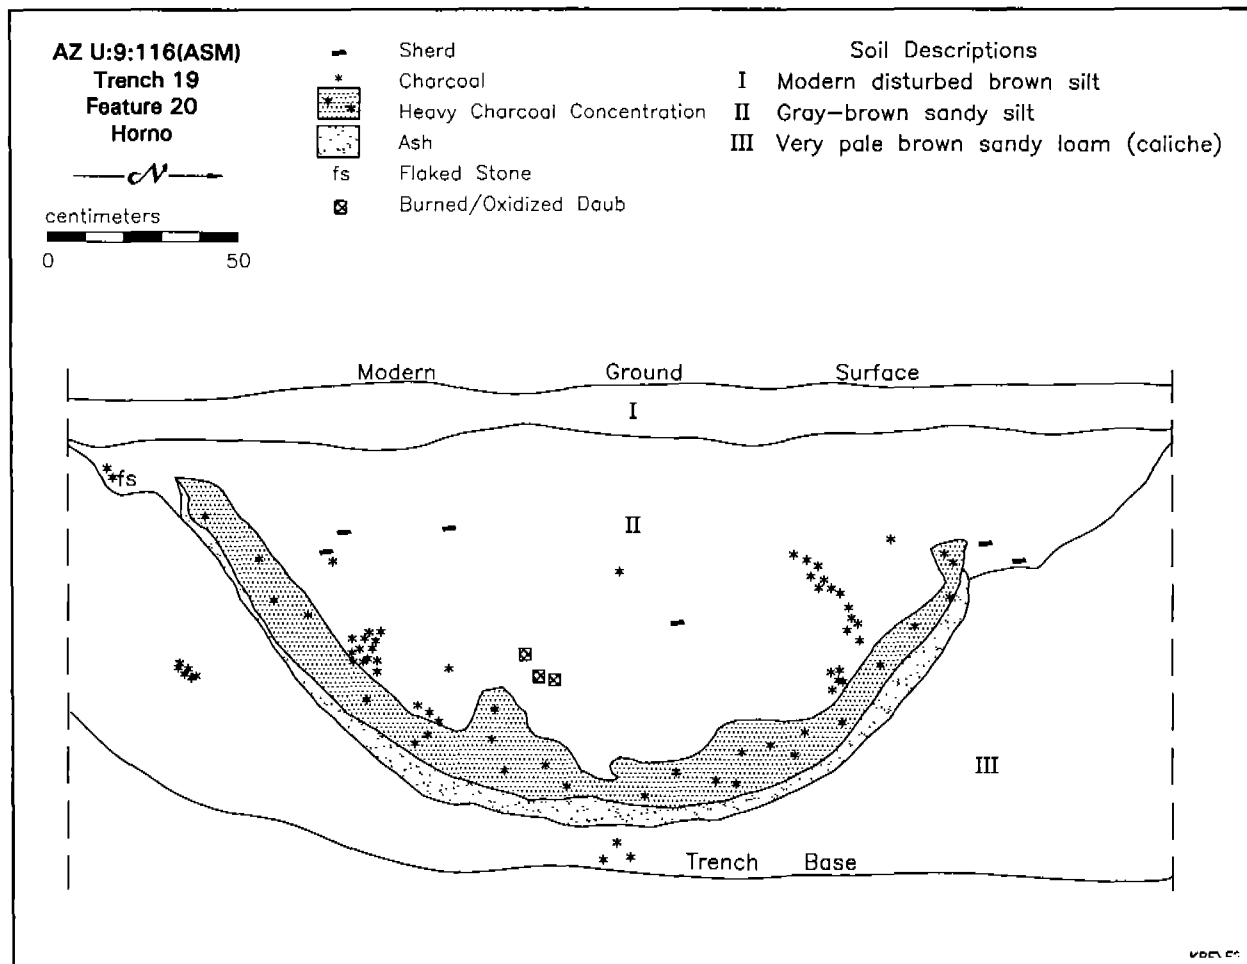 AZ U:9:116(ASM)
Trench 19
Feature 20
Horno
N
centimeters
0 50
Sherd
Charcoal
Heavy Charcoal Concentration
Ash
fs Flaked Stone
Burned/Oxidized Daub
Soil Descriptions
I Modern disturbed brown silt
II Gray-brown sandy silt
III Very pale brown sandy loam (caliche)
Modern Ground Surface
I
fs
II
III
Trench Base